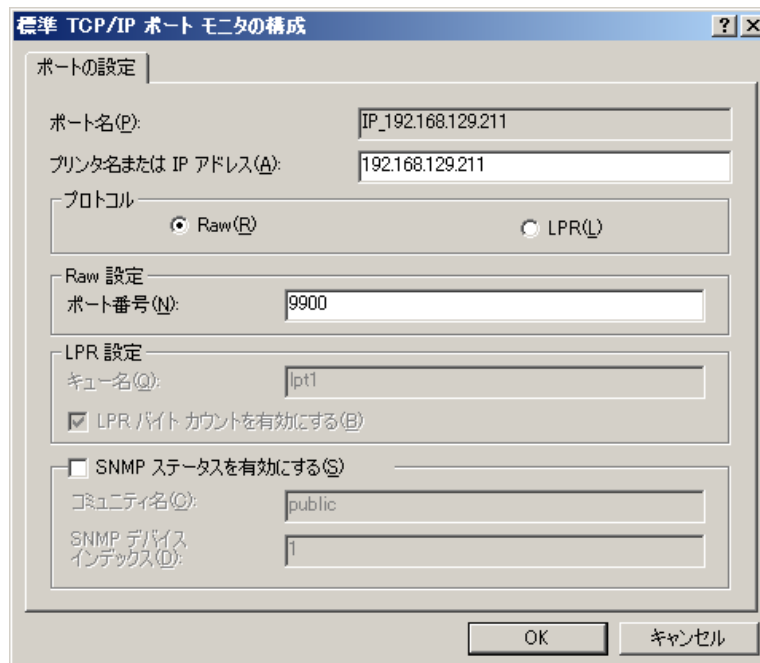 標準 TCP/IP ポート モニタの構成
ポートの設定
ポート名(P):
IP_192.168.129.211
プリンタ名または IP アドレス(A):
192.168.129.211
プロトコル
Raw(R)
LPR(L)
Raw 設定
ポート番号(N):
9900
LPR 設定
キュー名(Q):
lpt1
LPR バイト カウントを有効にする(B)
SNMP ステータスを有効にする(S)
コミュニティ名(C):
public
SNMP デバイス
インデックス(D):
1
OK
キャンセル